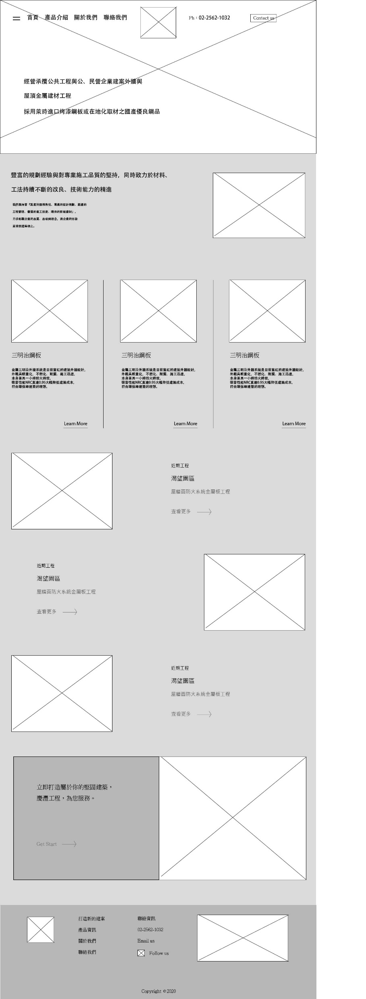 首頁 產品介紹 關於我們 聯絡我們
Ph：02-2562-1032
Contect us
經營承攬公共工程與公、民營企業建案外牆與
屋頂金屬建材工程
採用萊時進口烤漆鋼板或在地化取材之國產優良鋼品
豐富的規劃經驗與對專業施工品質的堅持，同時致力於材料、
工法持續不斷的改良、技術能力的精進
我們秉持著『高度的服務熱忱、專業的設計規劃、嚴謹的
工程管理、優質的施工技術、環保的節能建材』，
力求彰顯企業的品質、品味與理念，將企業的形象
呈現在建築物上。
三明治鋼板
金屬三明治外牆系統是目前當紅的建築外牆設計，
外觀具輕量化，不燃化、耐震、施工迅速，
本身兼具一小時防火時效，
吸音性能NRC直達0.95大幅降低建築成本，
符合環保綠建築的理想。
Learn More
三明治鋼板
金屬三明治外牆系統是目前當紅的建築外牆設計，
外觀具輕量化，不燃化、耐震、施工迅速，
本身兼具一小時防火時效，
吸音性能NRC直達0.95大幅降低建築成本，
符合環保綠建築的理想。
Learn More
三明治鋼板
金屬三明治外牆系統是目前當紅的建築外牆設計，
外觀具輕量化，不燃化、耐震、施工迅速，
本身兼具一小時防火時效，
吸音性能NRC直達0.95大幅降低建築成本，
符合環保綠建築的理想。
Learn More
近期工程
渴望園區
屋牆面防火系統金屬板工程
查看更多
近期工程
渴望園區
屋牆面防火系統金屬板工程
查看更多
近期工程
渴望園區
屋牆面防火系統金屬板工程
查看更多
立即打造屬於你的堅固建築，
慶灃工程，為您服務。
Get Start
打造新的建案
產品資訊
關於我們
聯絡我們
聯絡資訊
02-2562-1032
Email us
Follow us
Copyright ©2020